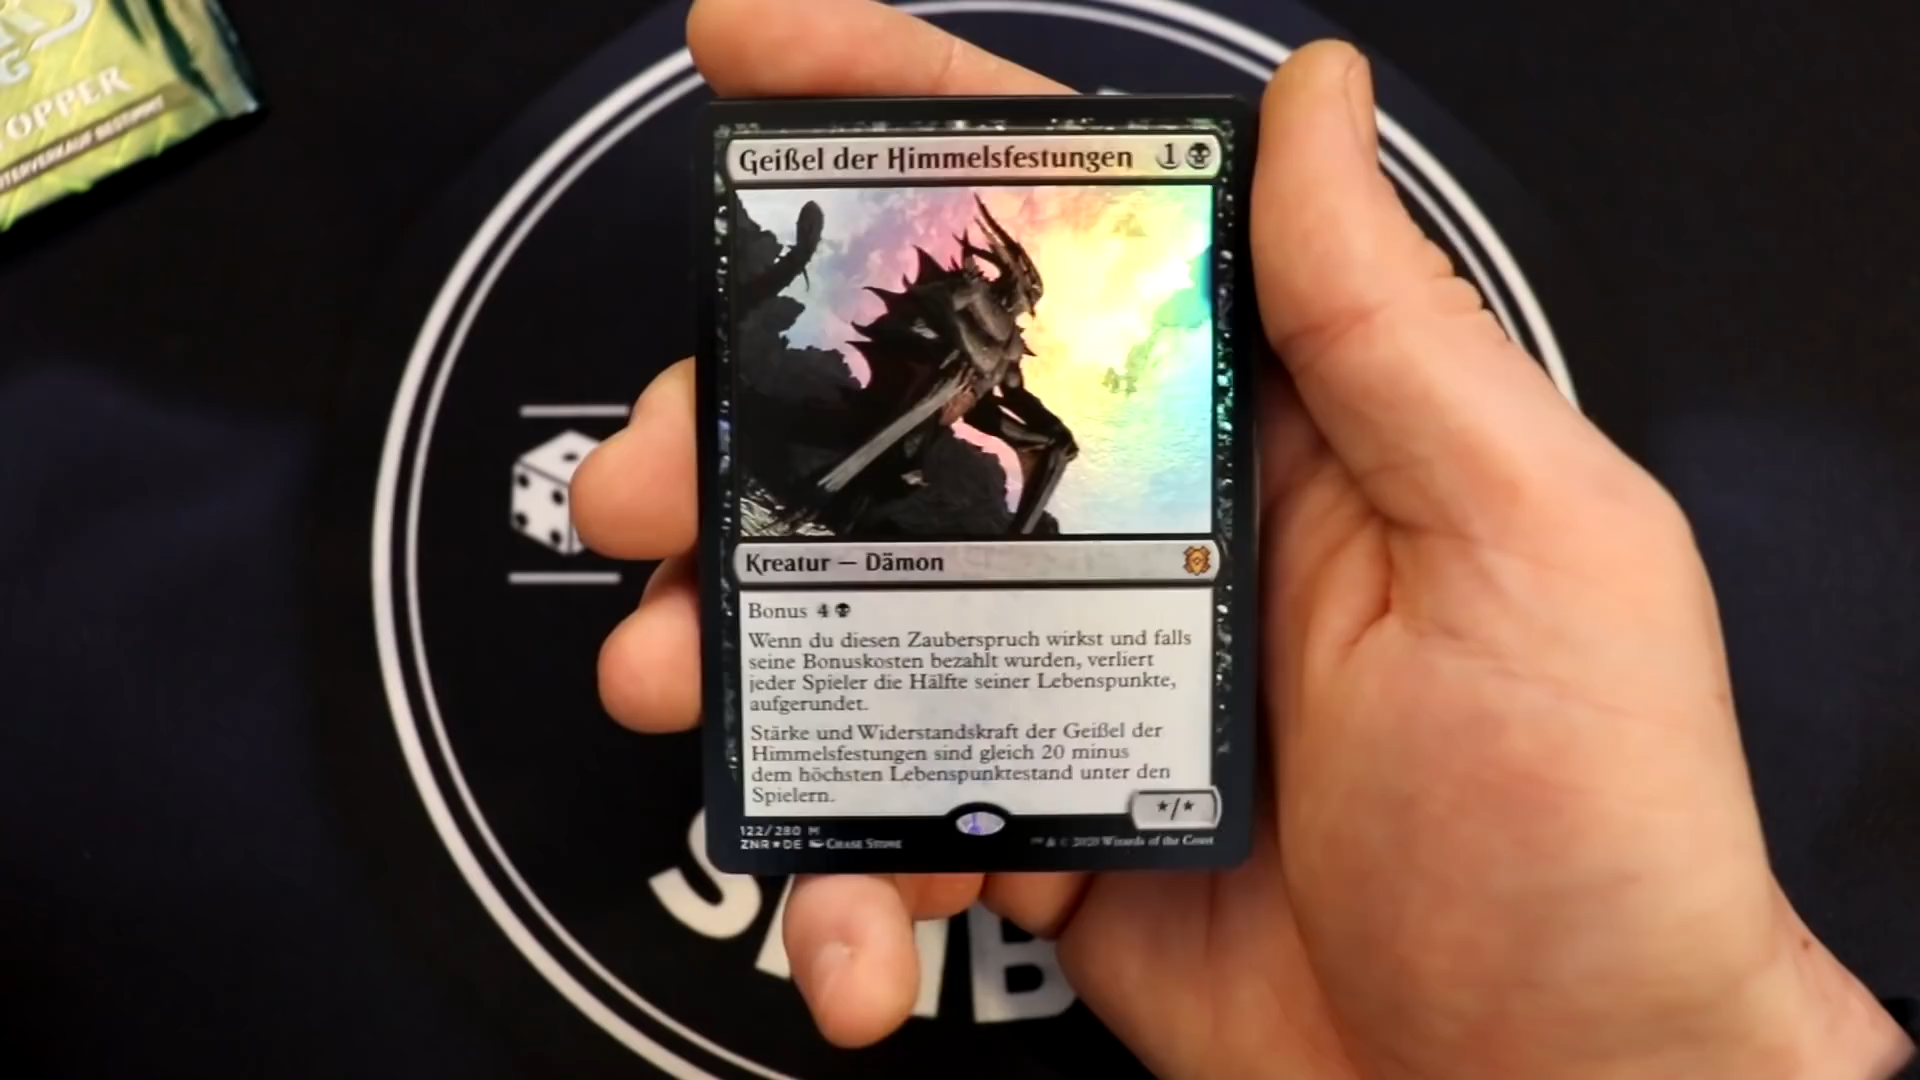 OPPER
Geißel der Himmelsfestungen 1
Kreatur — Dämon
Bonus 4
Wenn du diesen Zauberspruch wirkst und falls
seine Bonuskosten bezahlt wurden, verliert
jeder Spieler die Hälfte seiner Lebenspunkte,
aufgerundet.
Stärke und Widerstandskraft der Geißel der
Himmelsfestungen sind gleich 20 minus
dem höchsten Lebenspunktestand unter den
Spielern.
*/*
122/280 M
ZNR★DE Chase Stone
™ & © 2020 Wizards of the Coast